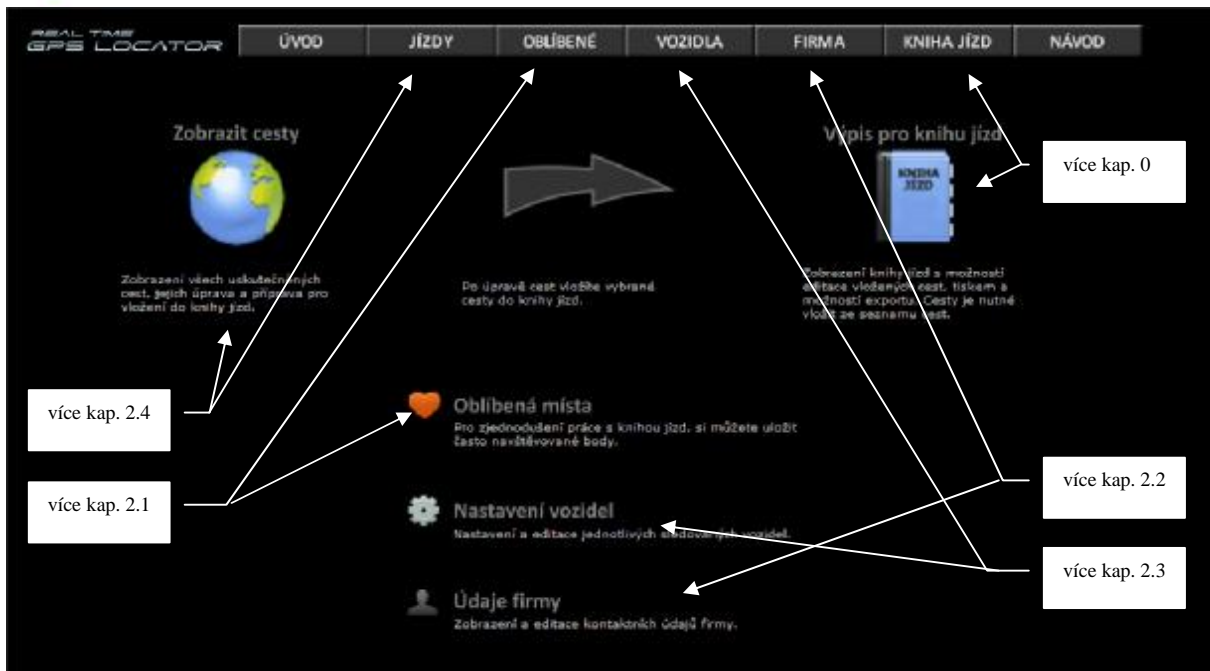 REAL TIME
GPS LOCATOR
ÚVOD
JÍZDY
OBLÍBENÉ
VOZIDLA
FIRMA
KNIHA JÍZD
NÁVOD
Zobrazit cesty
Výpis pro knihu jízd
KNIHA
JÍZD
více kap. 0
Zobrazení všech uskutečněných
cest, jejich úprava a příprava pro
vložení do knihy jízd.
Po úpravě cest vložíte vybrané
cesty do knihy jízd.
Zobrazení knihy jízd s možností
editace vložených cest, tiskem a
možností exportu. Cesty je nutné
vložit ze seznamu cest.
více kap. 2.4
Oblíbená místa
Pro zjednodušení práce s knihou jízd, si můžete uložit
často navštěvované body.
více kap. 2.1
více kap. 2.2
Nastavení vozidel
Nastavení a editace jednotlivých sledovaných vozidel.
více kap. 2.3
Údaje firmy
Zobrazení a editace kontaktních údajů firmy.